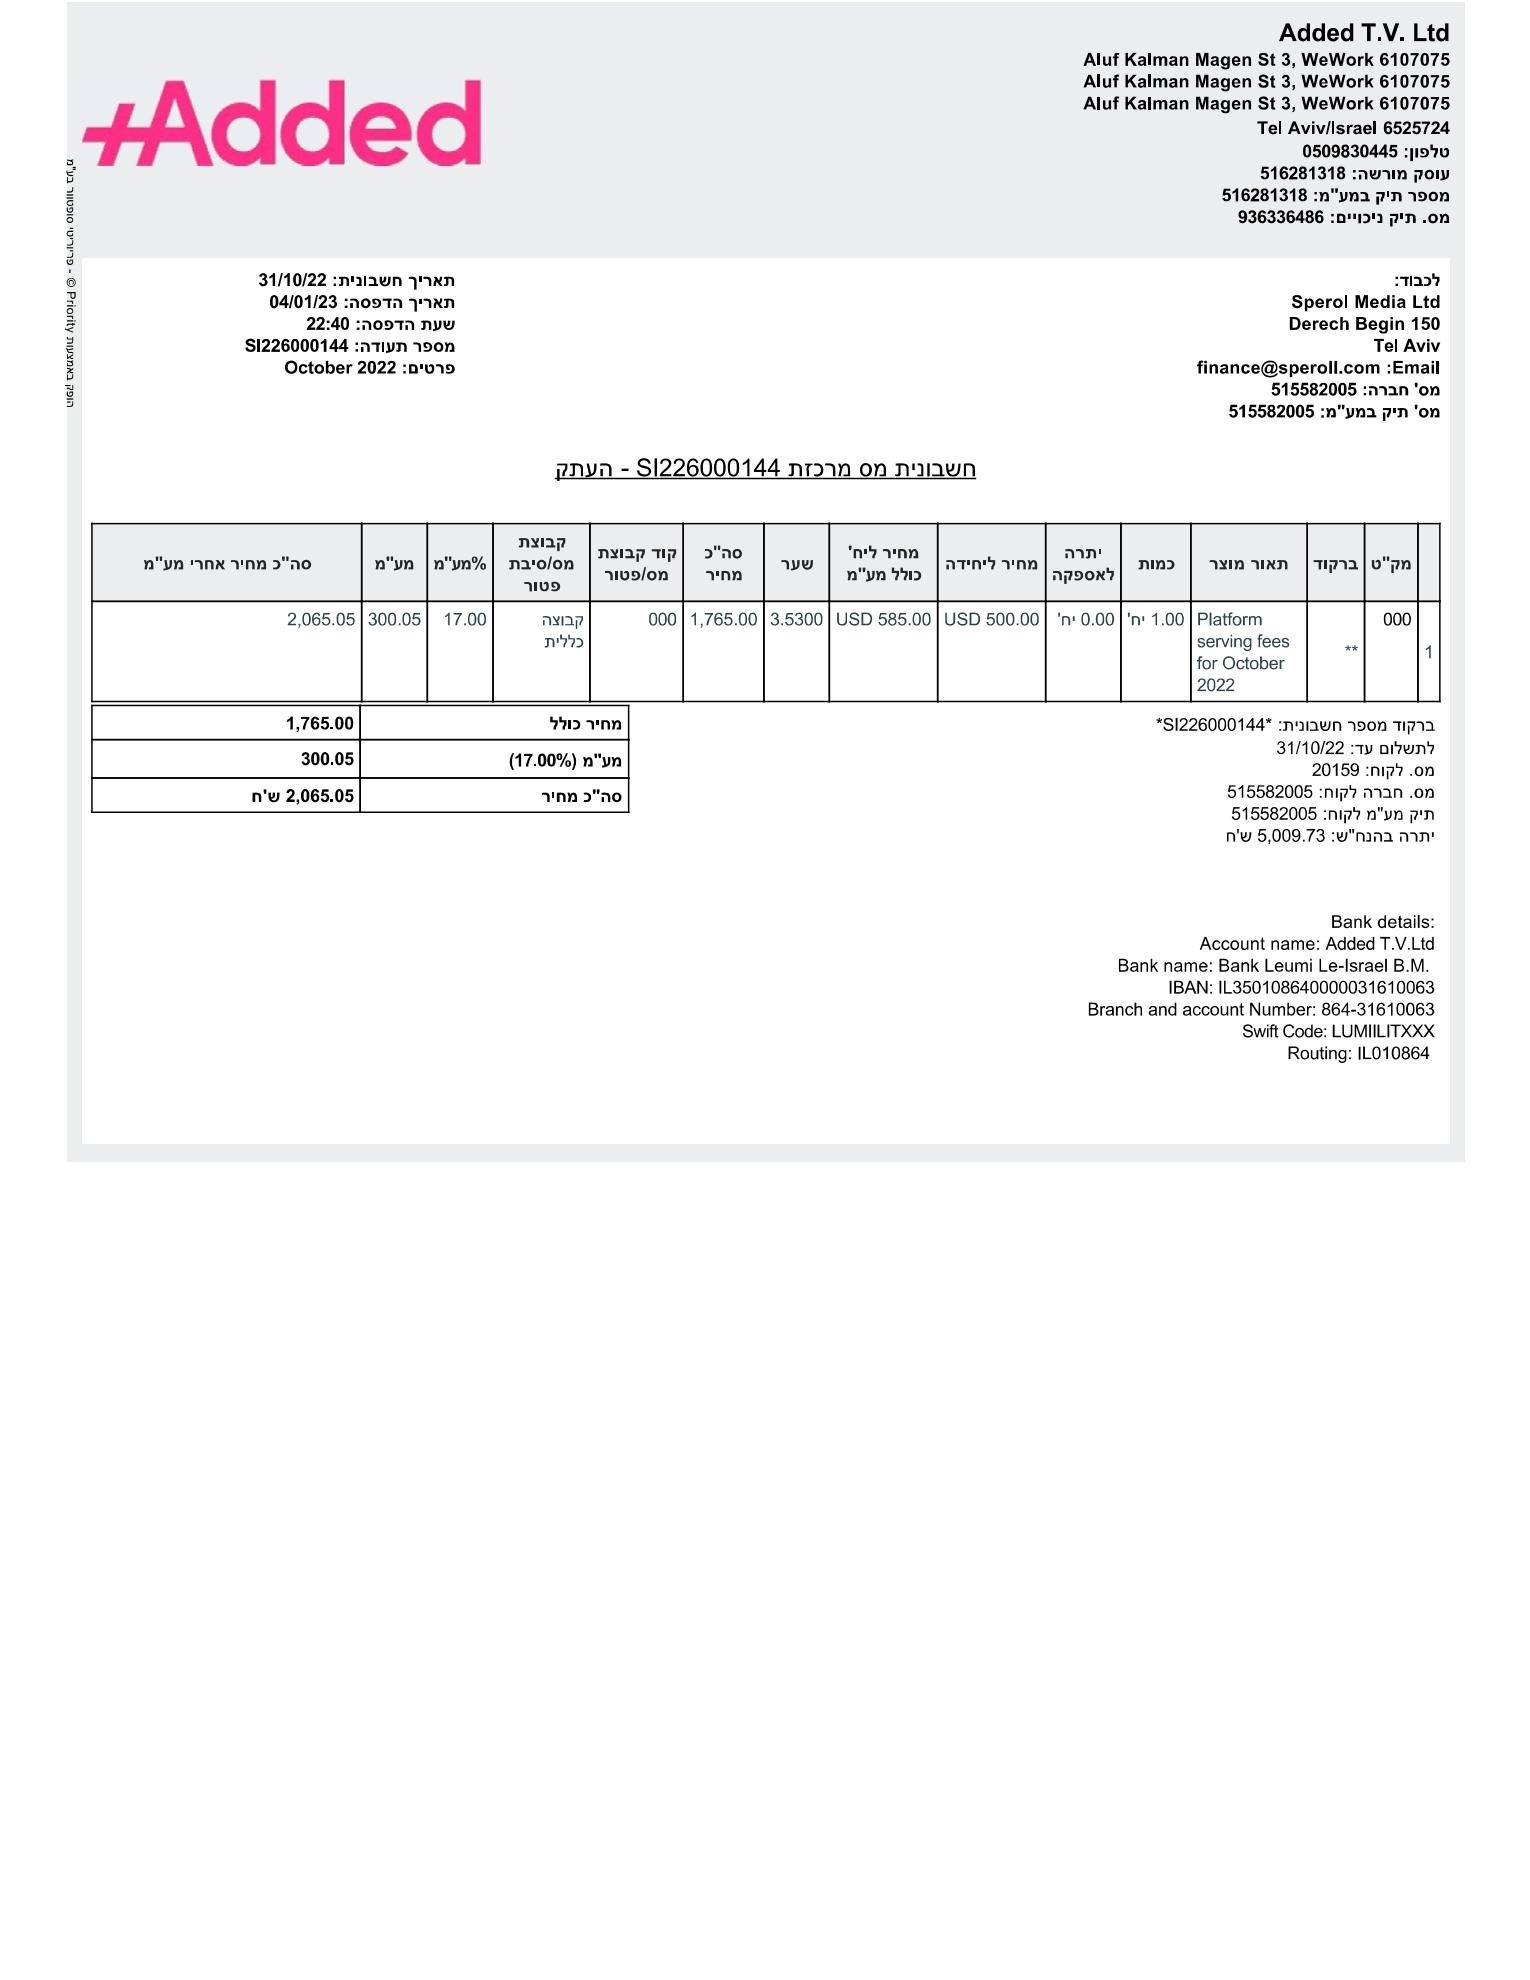 +Added
Added T.V. Ltd
Aluf Kalman Magen St 3, WeWork 6107075
Aluf Kalman Magen St 3, WeWork 6107075
Aluf Kalman Magen St 3, WeWork 6107075
Tel Aviv/Israel 6525724
טלפון: 0509830445
עוסק מורשה: 516281318
מספר תיק במע"מ: 516281318
מס. תיק ניכויים: 936336486
הופק באמצעות Priority © - פריוריטי סופטוור בע"מ
לכבוד:
Sperol Media Ltd
Derech Begin 150
Tel Aviv
Email: finance@speroll.com
מס' חברה: 515582005
מס' תיק במע"מ: 515582005
תאריך חשבונית: 31/10/22
תאריך הדפסה: 04/01/23
שעת הדפסה: 22:40
מספר תעודה: SI226000144
פרטים: October 2022
חשבונית מס מרכזת SI226000144 - העתק
מק"ט ברקוד תאור מוצר כמות יתרה לאספקה מחיר ליחידה מחיר ליח' כולל מע"מ שער סה"כ מחיר קוד קבוצת מס/פטור קבוצת מס/סיבת פטור %מע"מ מע"מ סה"כ מחיר אחרי מע"מ
1 000 ** Platform serving fees for October 2022 1.00 יח' 0.00 יח' 500.00 USD 585.00 USD 3.5300 1,765.00 000 קבוצה כללית 17.00 300.05 2,065.05
מחיר כולל 1,765.00
מע"מ (17.00%) 300.05
סה"כ מחיר 2,065.05 ש'ח
ברקוד מספר חשבונית: *SI226000144*
לתשלום עד: 31/10/22
מס. לקוח: 20159
מס. חברה לקוח: 515582005
תיק מע"מ לקוח: 515582005
יתרה בהנח"ש: 5,009.73 ש'ח
Bank details:
Account name: Added T.V.Ltd
Bank name: Bank Leumi Le-Israel B.M.
IBAN: IL350108640000031610063
Branch and account Number: 864-31610063
Swift Code: LUMIILITXXX
Routing: IL010864